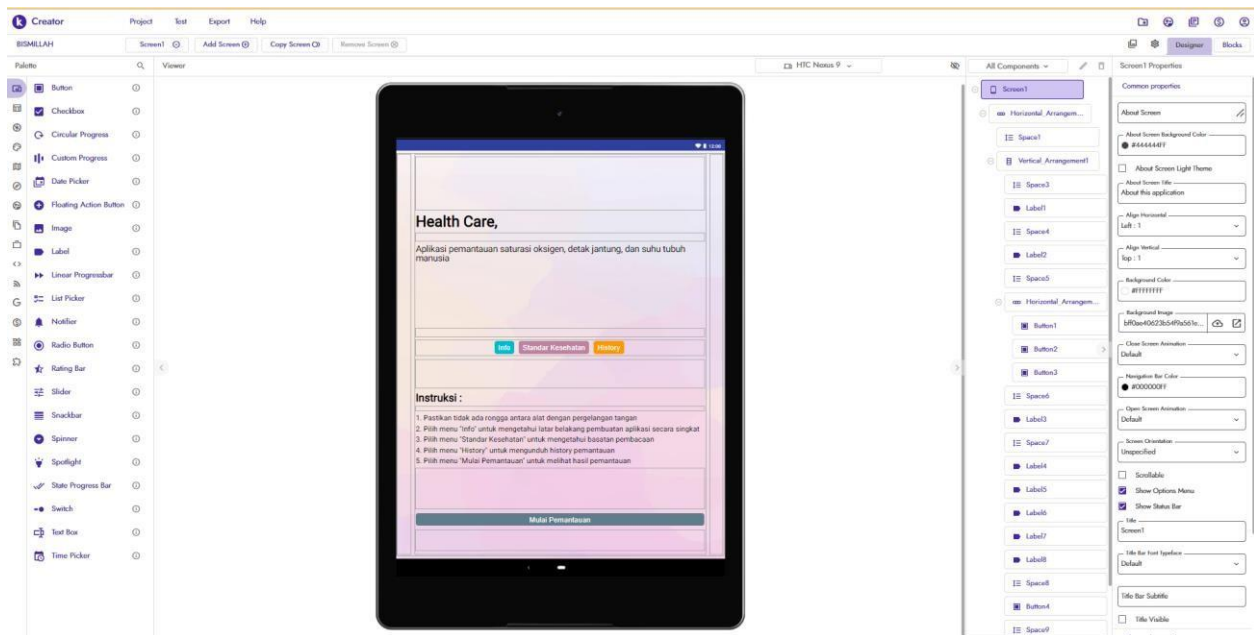 Creator Project Test Export Help
BISMILLAH Screen1 Add Screen Copy Screen Remove Screen Designer Blocks
Palette
Viewer
HTC Nexus 9
All Components
Screen1 Properties
Button
Checkbox
Circular Progress
Custom Progress
Date Picker
Floating Action Button
Image
Label
Linear Progressbar
List Picker
Notifier
Radio Button
Rating Bar
Slider
Snackbar
Spinner
Spotlight
State Progress Bar
Switch
Text Box
Time Picker
Health Care,
Aplikasi pemantauan saturasi oksigen, detak jantung, dan suhu tubuh
manusia
Info Standar Kesehatan History
Instruksi :
1. Pastikan tidak ada rongga antara alat dengan pergelangan tangan
2. Pilih menu "Info" untuk mengetahui latar belakang pembuatan aplikasi secara singkat
3. Pilih menu "Standar Kesehatan" untuk mengetahui basatan pembacaan
4. Pilih menu "History" untuk mengunduh history pemantauan
5. Pilih menu "Mulai Pemantauan" untuk melihat hasil pemantauan
Mulai Pemantauan
Screen1
Horizontal_Arrangem...
Space1
Vertical_Arrangement1
Space3
Label1
Space4
Label2
Space5
Horizontal_Arrangem...
Button1
Button2
Button3
Space6
Label3
Space7
Label4
Label5
Label6
Label7
Label8
Space8
Button4
Space9
Common properties
About Screen
About Screen Background Color
#444444FF
About Screen Light Theme
About Screen Title
About this application
Align Horizontal
Left : 1
Align Vertical
Top : 1
Background Color
#FFFFFFFF
Background Image
bff0ae40623b54f9a561e...
Close Screen Animation
Default
Navigation Bar Color
#000000FF
Open Screen Animation
Default
Screen Orientation
Unspecified
Scrollable
Show Options Menu
Show Status Bar
Title
Screen1
Title Bar Font Typeface
Default
Title Bar Subtitle
Title Visible